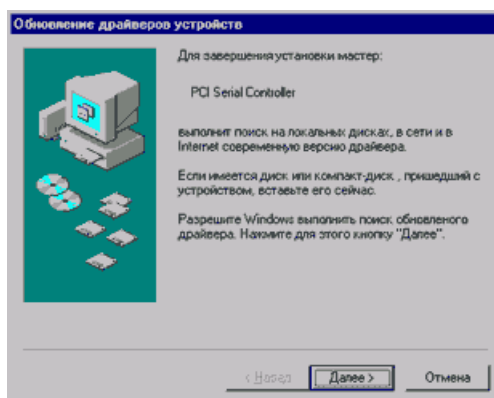 Обновление драйверов устройств
Для завершения установки мастер:
PCI Serial Controller
выполнит поиск на локальных дисках, в сети и в
Internet современную версию драйвера.
Если имеется диск или компакт-диск , пришедший с
устройством, вставьте его сейчас.
Разрешите Windows выполнить поиск обновленого
драйвера. Нажмите для этого кнопку "Далее".
< Назад
Далее >
Отмена